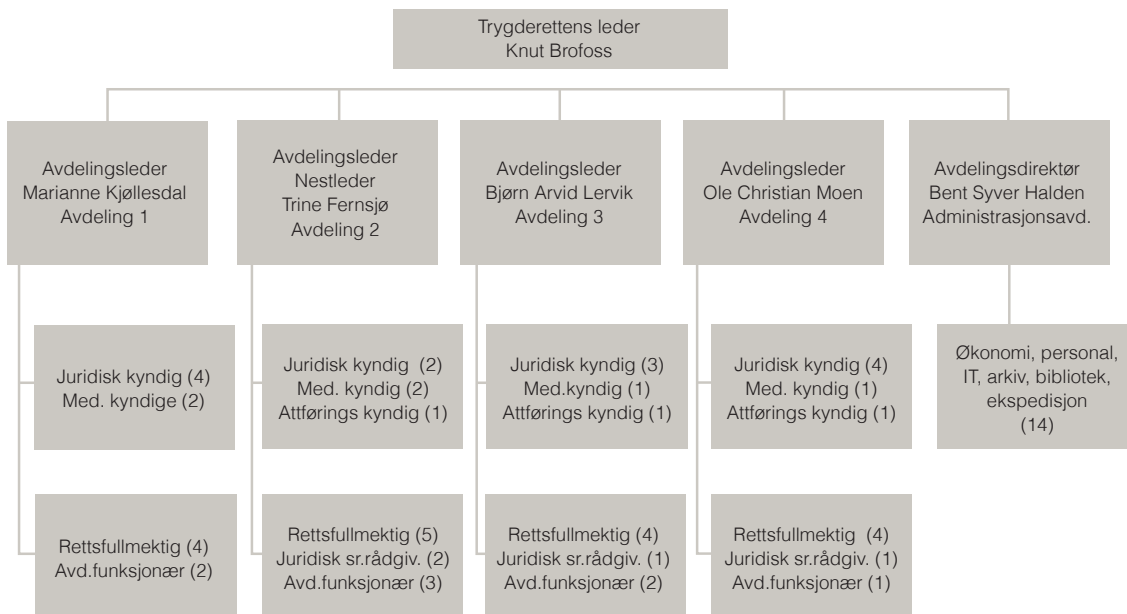 Trygderettens leder
Knut Brofoss
Avdelingsleder
Marianne Kjøllesdal
Avdeling 1
Avdelingsleder
Nestleder
Trine Fernsjø
Avdeling 2
Avdelingsleder
Bjørn Arvid Lervik
Avdeling 3
Avdelingsleder
Ole Christian Moen
Avdeling 4
Avdelingsdirektør
Bent Syver Halden
Administrasjonsavd.
Juridisk kyndig (4)
Med. kyndige (2)
Juridisk kyndig (2)
Med. kyndig (2)
Attførings kyndig (1)
Juridisk kyndig (3)
Med.kyndig (1)
Attførings kyndig (1)
Juridisk kyndig (4)
Med. kyndig (1)
Attførings kyndig (1)
Økonomi, personal,
IT, arkiv, bibliotek,
ekspedisjon
(14)
Rettsfullmektig (4)
Avd.funksjonær (2)
Rettsfullmektig (5)
Juridisk sr.rådgiv. (2)
Avd.funksjonær (3)
Rettsfullmektig (4)
Juridisk sr.rådgiv. (1)
Avd.funksjonær (2)
Rettsfullmektig (4)
Juridisk sr.rådgiv. (1)
Avd.funksjonær (1)